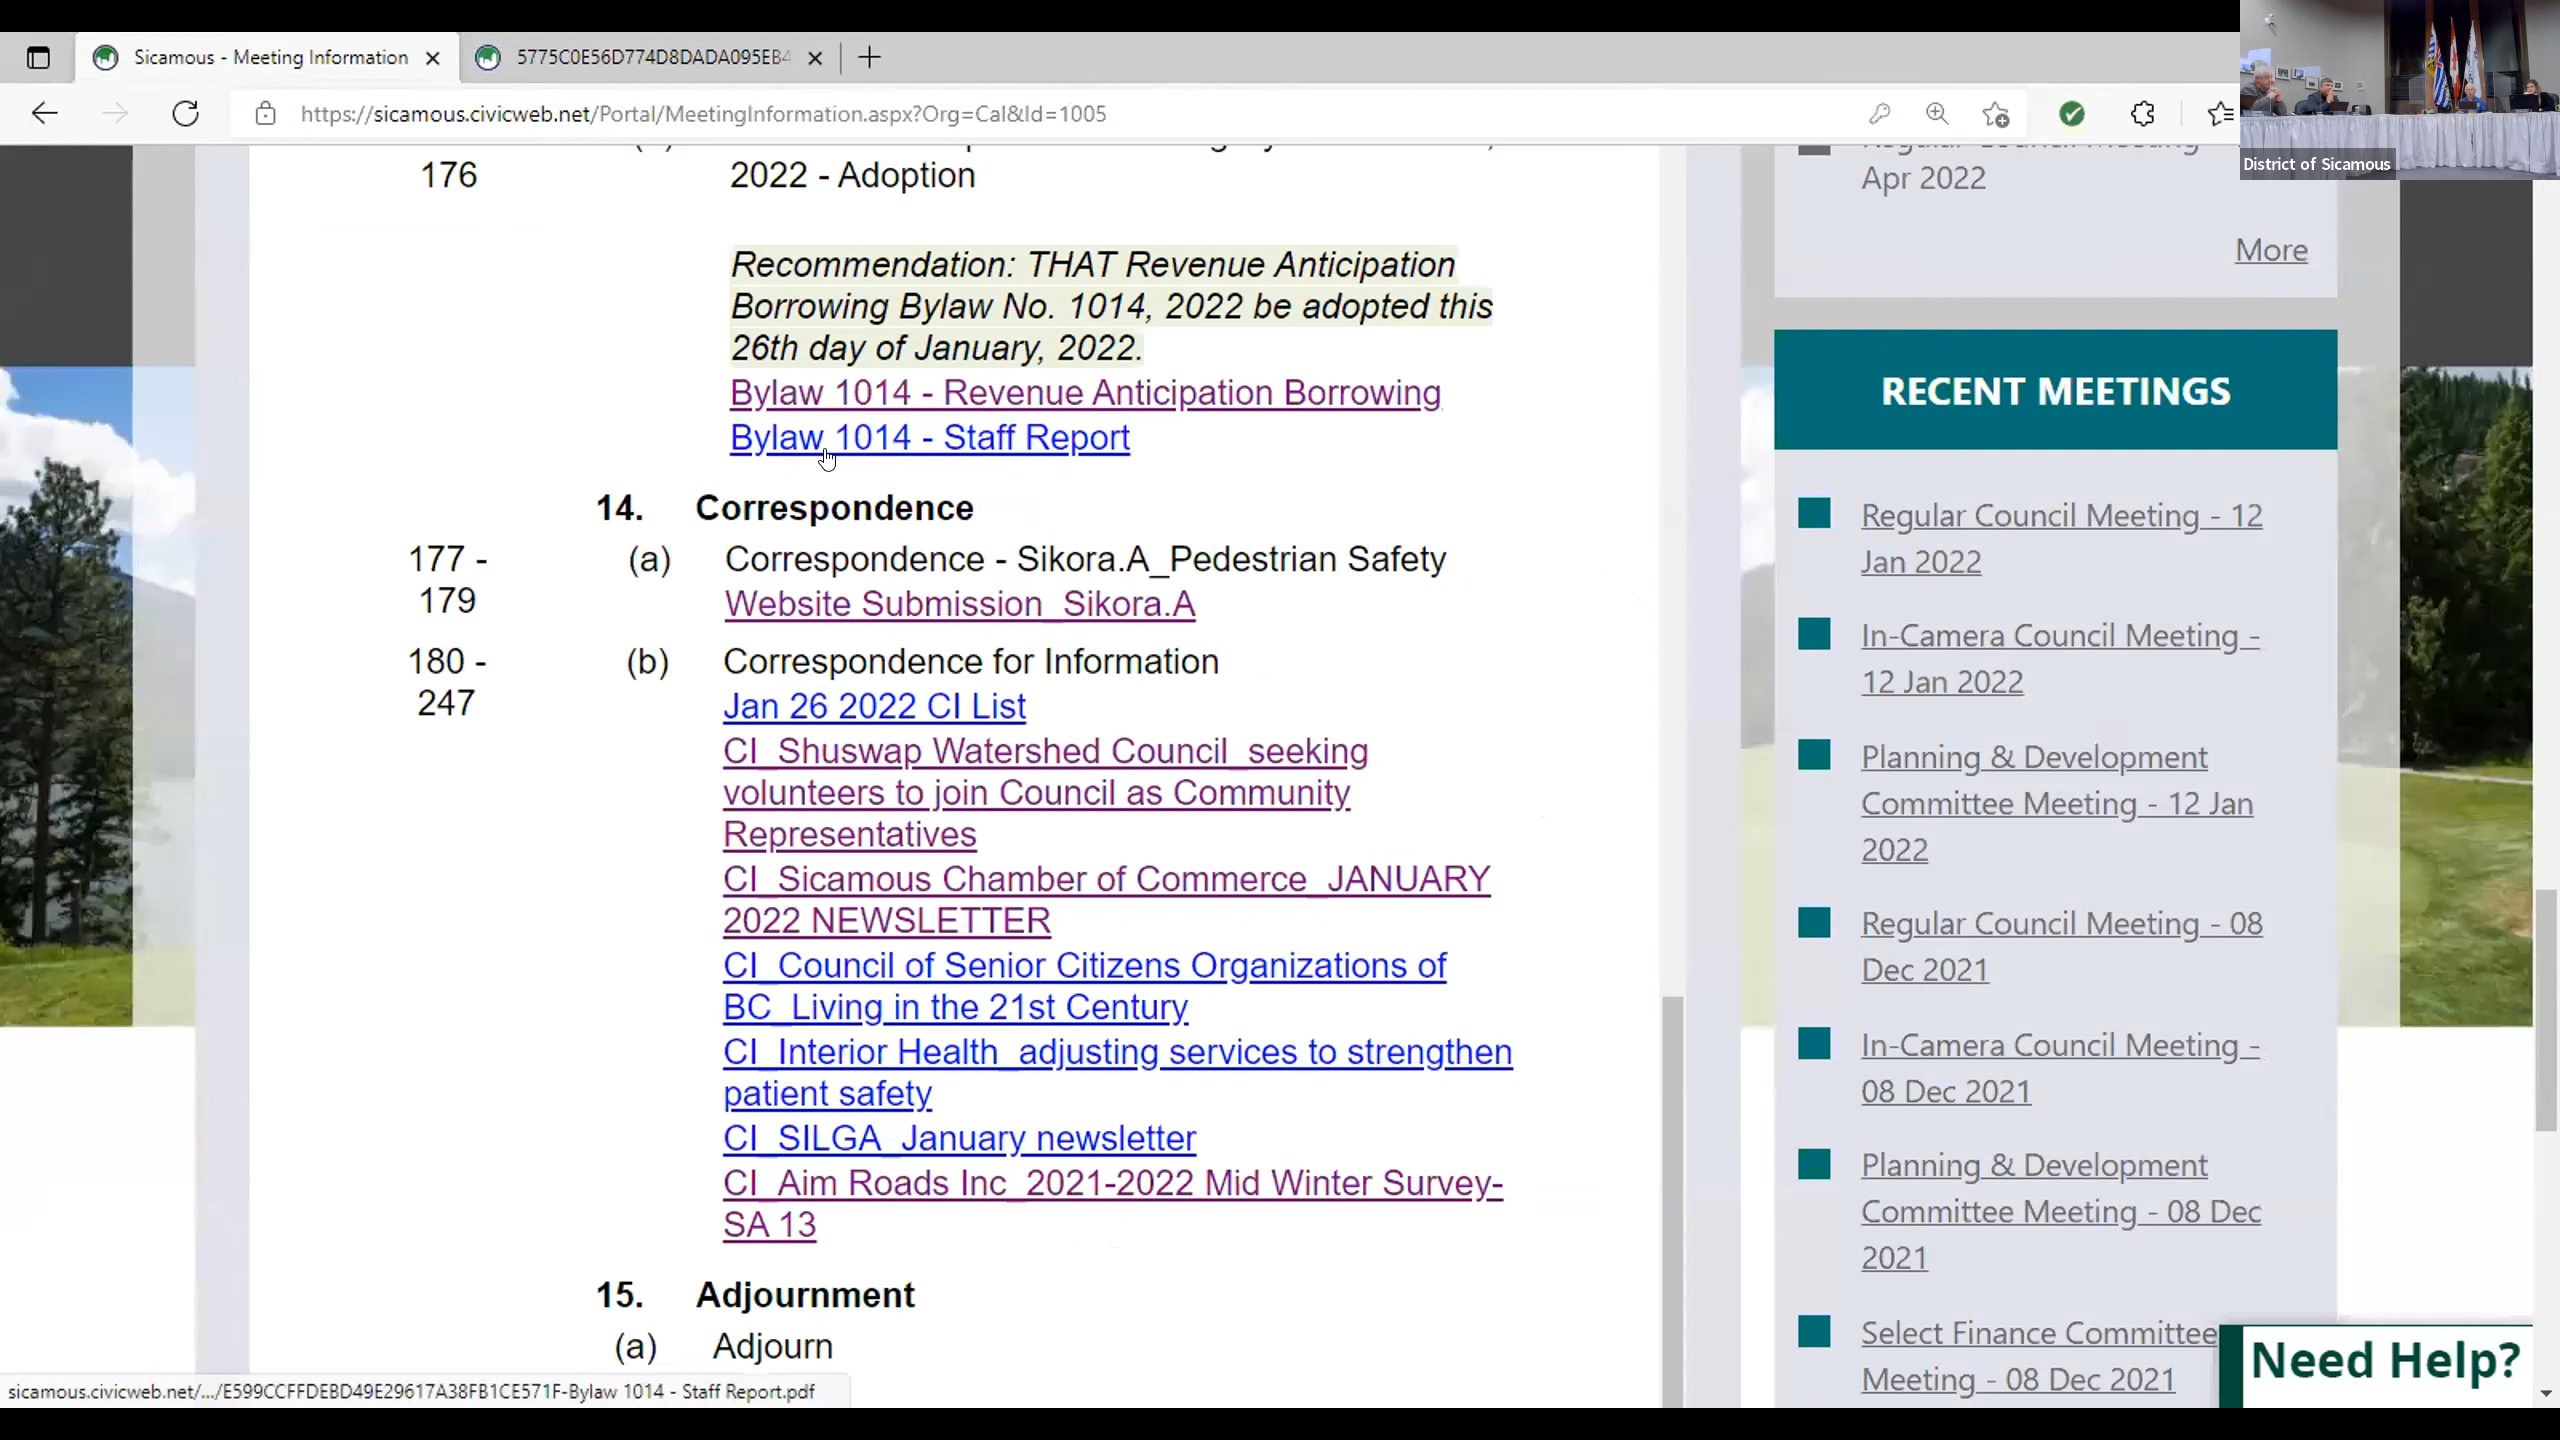 Sicamous - Meeting Information
5775C0E56D774D8DADA095EB4
https://sicamous.civicweb.net/Portal/MeetingInformation.aspx?Org=Cal&Id=1005
District of Sicamous
176
2022 - Adoption
Recommendation: THAT Revenue Anticipation
Borrowing Bylaw No. 1014, 2022 be adopted this
26th day of January, 2022.
Bylaw 1014 - Revenue Anticipation Borrowing
Bylaw 1014 - Staff Report
14. Correspondence
177 - (a) Correspondence - Sikora.A_Pedestrian Safety
179 Website Submission_Sikora.A
180 - (b) Correspondence for Information
247 Jan 26 2022 CI List
CI_Shuswap Watershed Council_seeking
volunteers to join Council as Community
Representatives
CI_Sicamous Chamber of Commerce_JANUARY
2022 NEWSLETTER
CI_Council of Senior Citizens Organizations of
BC_Living in the 21st Century
CI_Interior Health_adjusting services to strengthen
patient safety
CI_SILGA_January newsletter
CI_Aim Roads Inc_2021-2022 Mid Winter Survey-
SA 13
15. Adjournment
(a) Adjourn
Apr 2022
More
RECENT MEETINGS
Regular Council Meeting - 12
Jan 2022
In-Camera Council Meeting -
12 Jan 2022
Planning & Development
Committee Meeting - 12 Jan
2022
Regular Council Meeting - 08
Dec 2021
In-Camera Council Meeting -
08 Dec 2021
Planning & Development
Committee Meeting - 08 Dec
2021
Select Finance Committee
Meeting - 08 Dec 2021
Need Help?
sicamous.civicweb.net/.../E599CCFFDEBD49E29617A38FB1CE571F-Bylaw 1014 - Staff Report.pdf